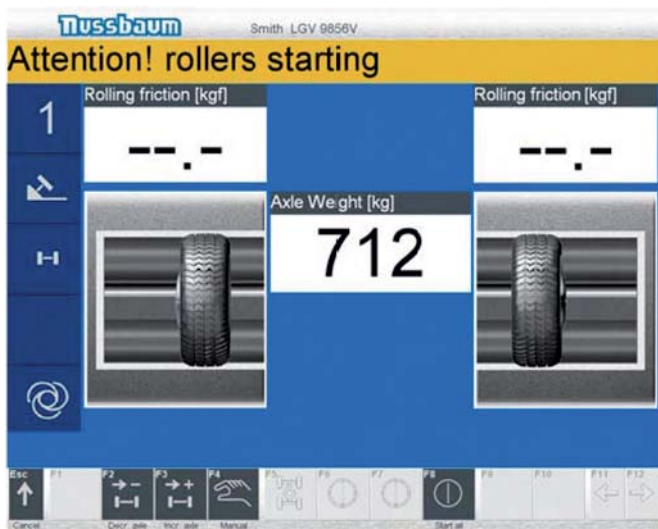 Nussbaum Smith LGV 9856V
Attention! rollers starting
1
Rolling friction [kgf]
Rolling friction [kgf]
--.-
--.-
Axle Weight [kg]
712
Esc F1 F2 F3 F4 F5 F6 F7 F8 F9 F10 F11 F12
Cancel Decr. axle Incr. axle Manual Start all